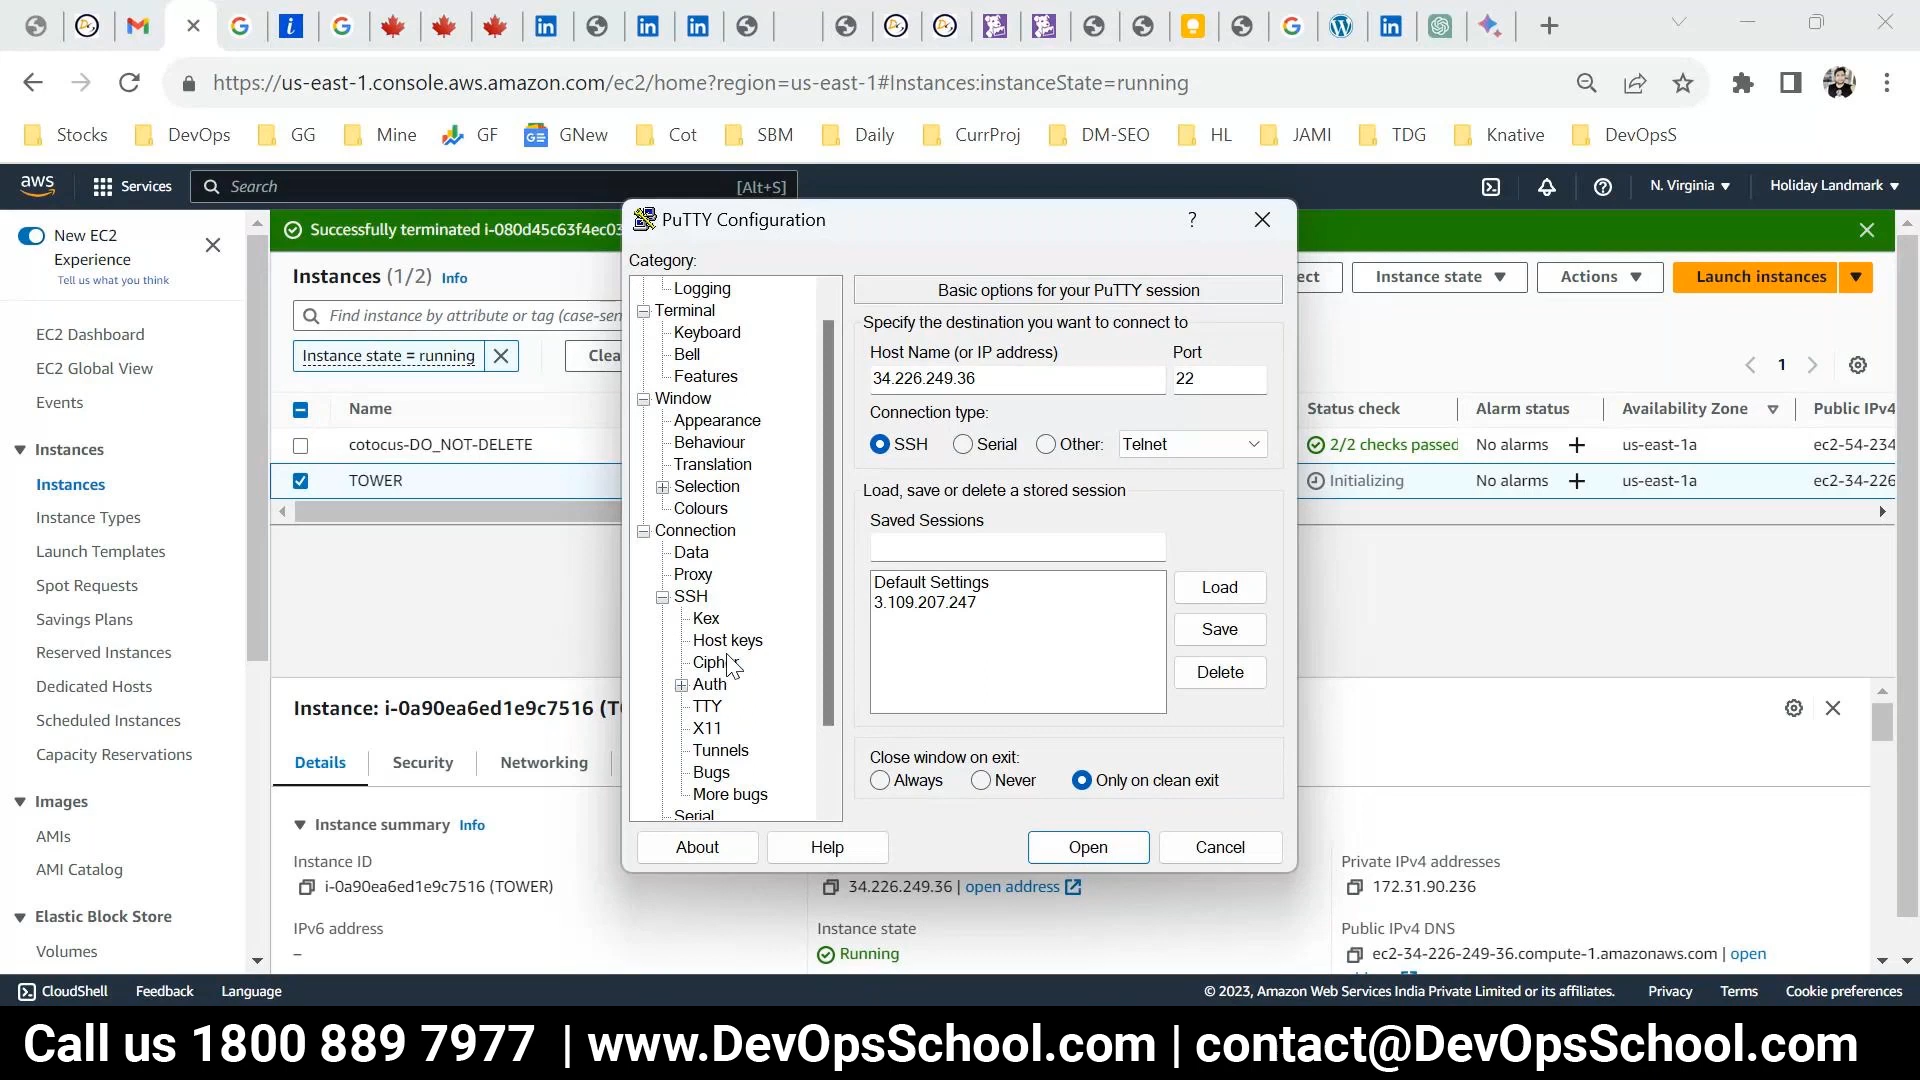 https://us-east-1.console.aws.amazon.com/ec2/home?region=us-east-1#Instances:instanceState=running
Stocks DevOps GG Mine GF GNew Cot SBM Daily CurrProj DM-SEO HL JAMI TDG Knative DevOpsS
aws Services Search [Alt+S] N. Virginia Holiday Landmark
New EC2 Experience
Tell us what you think
EC2 Dashboard
EC2 Global View
Events
Instances
Instances
Instance Types
Launch Templates
Spot Requests
Savings Plans
Reserved Instances
Dedicated Hosts
Scheduled Instances
Capacity Reservations
Images
AMIs
AMI Catalog
Elastic Block Store
Volumes
Successfully terminated i-080d45c63f4ec03
Instances (1/2) Info
Instance state Actions Launch instances
Find instance by attribute or tag (case-sen
Instance state = running
1
Name Status check Alarm status Availability Zone Public IPv4
cotocus-DO_NOT-DELETE 2/2 checks passed No alarms us-east-1a ec2-54-234
TOWER Initializing No alarms us-east-1a ec2-34-226
PuTTY Configuration
Category:
Logging
Terminal
Keyboard
Bell
Features
Window
Appearance
Behaviour
Translation
Selection
Colours
Connection
Data
Proxy
SSH
Kex
Host keys
Cipher
Auth
TTY
X11
Tunnels
Bugs
More bugs
Serial
Basic options for your PuTTY session
Specify the destination you want to connect to
Host Name (or IP address) Port
34.226.249.36 22
Connection type:
SSH Serial Other: Telnet
Load, save or delete a stored session
Saved Sessions
Default Settings
3.109.207.247
Load
Save
Delete
Close window on exit:
Always Never Only on clean exit
About Help Open Cancel
Instance: i-0a90ea6ed1e9c7516 (T
Details Security Networking
Instance summary Info
Instance ID
i-0a90ea6ed1e9c7516 (TOWER)
34.226.249.36 | open address
Private IPv4 addresses
172.31.90.236
IPv6 address
–
Instance state
Running
Public IPv4 DNS
ec2-34-226-249-36.compute-1.amazonaws.com | open
CloudShell Feedback Language © 2023, Amazon Web Services India Private Limited or its affiliates. Privacy Terms Cookie preferences
Call us 1800 889 7977 | www.DevOpsSchool.com | contact@DevOpsSchool.com